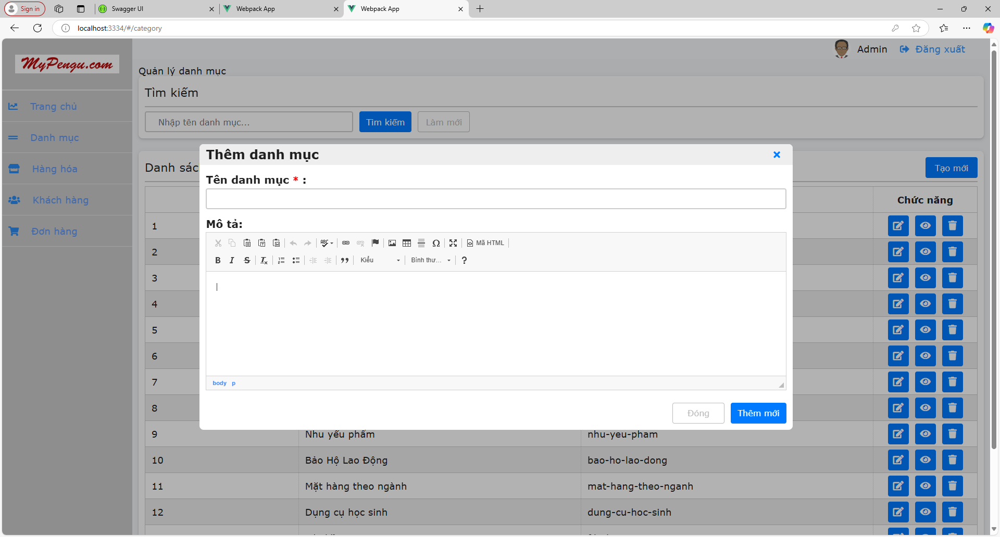 Sign in
Swagger UI
Webpack App
Webpack App
localhost:3334/#/category
MyPengu.com
Admin
Đăng xuất
Trang chủ
Danh mục
Hàng hóa
Khách hàng
Đơn hàng
Quản lý danh mục
Tìm kiếm
Nhập tên danh mục...
Tìm kiếm
Làm mới
Danh sác
Tạo mới
Thêm danh mục
Tên danh mục * :
Mô tả:
ABC
Mã HTML
B I S Tx
Kiểu
Bình thư...
?
body p
Đóng
Thêm mới
Chức năng
1
2
3
4
5
6
7
8
9 Nhu yếu phẩm nhu-yeu-pham
10 Bảo Hộ Lao Động bao-ho-lao-dong
11 Mặt hàng theo ngành mat-hang-theo-nganh
12 Dụng cụ học sinh dung-cu-hoc-sinh